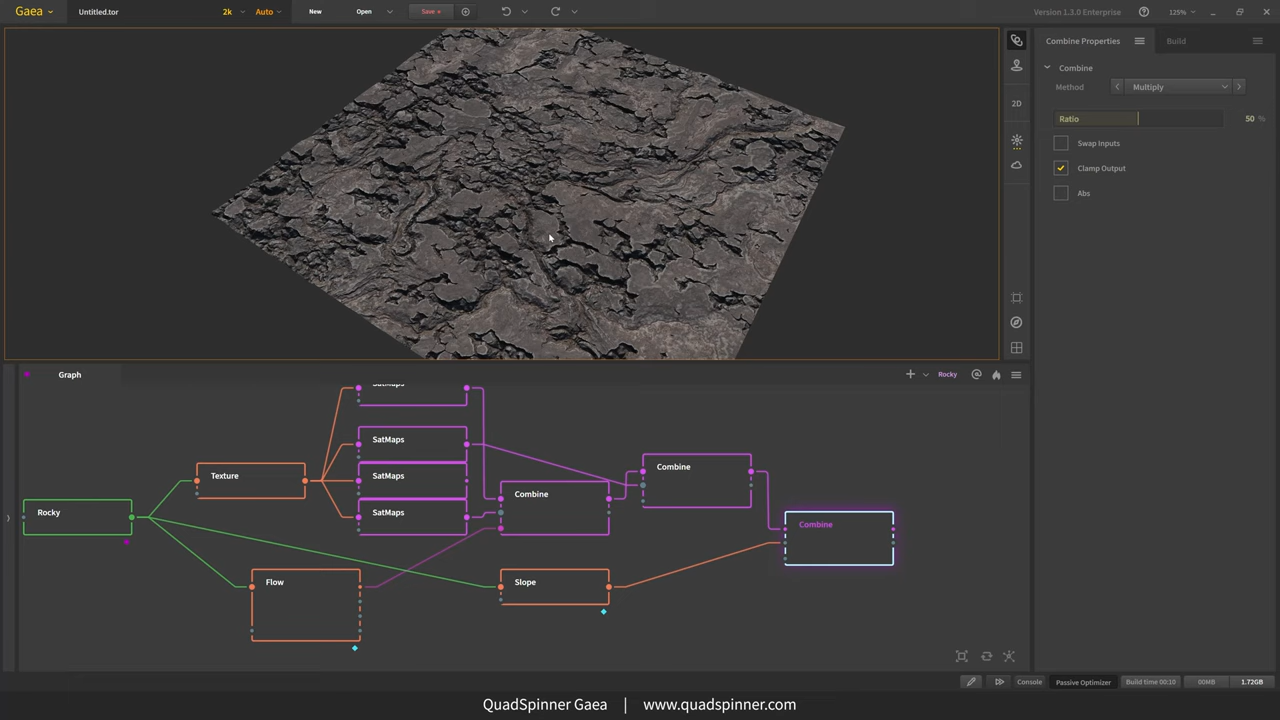 Gaea
Untitled.tor
2k
Auto
New
Open
Save
Version 1.3.0 Enterprise
125%
Combine Properties
Build
Combine
Method
Multiply
Ratio
50 %
Swap Inputs
Clamp Output
Abs
Graph
Rocky
SatMaps
SatMaps
SatMaps
SatMaps
Texture
Rocky
Combine
Combine
Combine
Flow
Slope
Console
Passive Optimizer
Build time 00:10
00MB
1.72GB
QuadSpinner Gaea | www.quadspinner.com